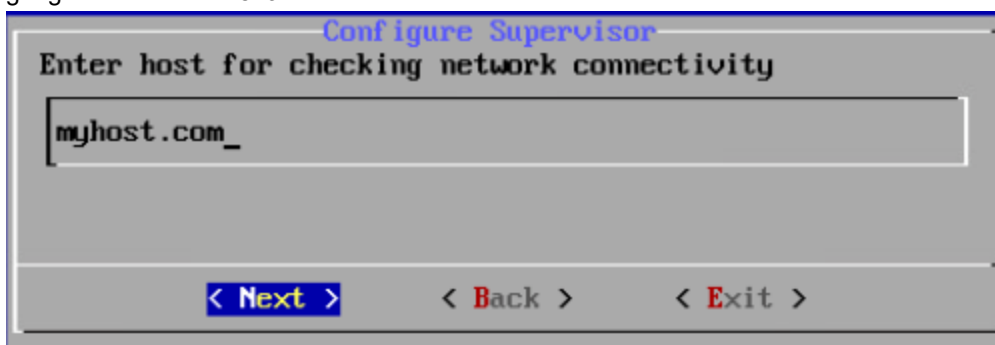 Configure Supervisor
Enter host for checking network connectivity
myhost.com_
< Next > < Back > < Exit >